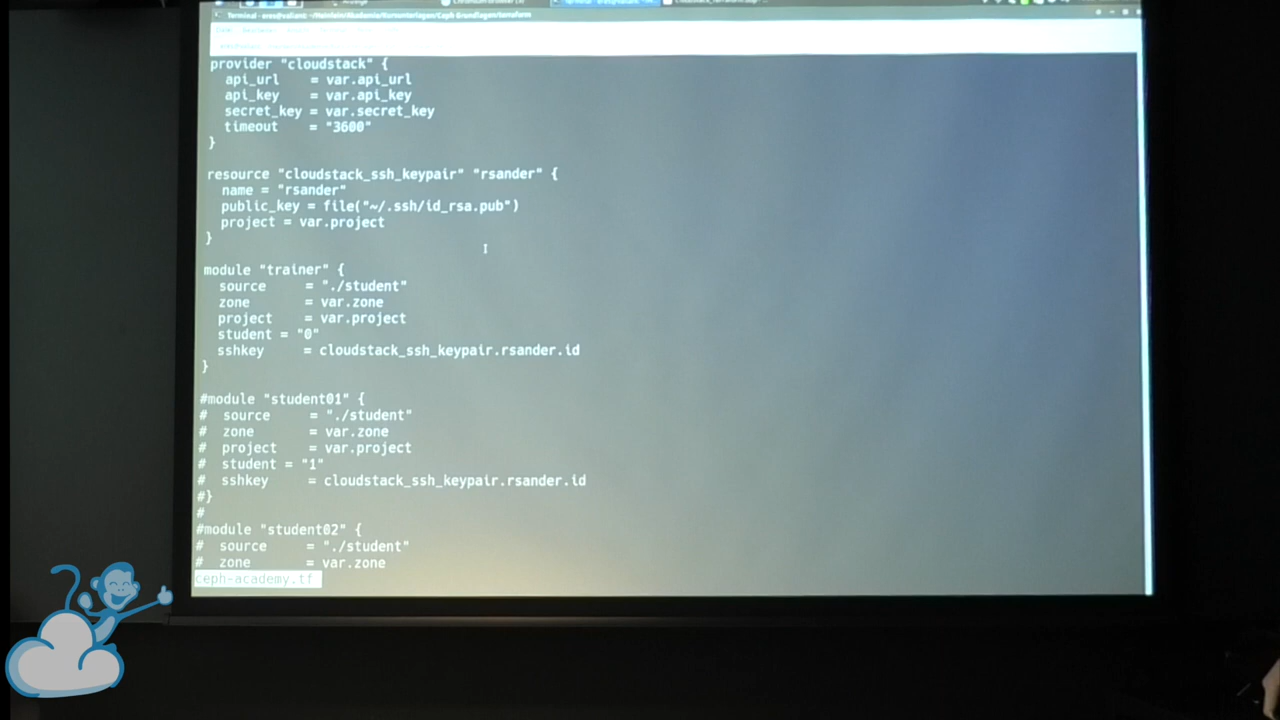 Terminal -
provider "cloudstack" {
api_url = var.api_url
api_key = var.api_key
secret_key = var.secret_key
timeout = "3600"
}
resource "cloudstack_ssh_keypair" "rsander" {
name = "rsander"
public_key = file("~/.ssh/id_rsa.pub")
project = var.project
}
module "trainer" {
source = "./student"
zone = var.zone
project = var.project
student = "0"
sshkey = cloudstack_ssh_keypair.rsander.id
}
#module "student01" {
# source = "./student"
# zone = var.zone
# project = var.project
# student = "1"
# sshkey = cloudstack_ssh_keypair.rsander.id
#}
#
#module "student02" {
# source = "./student"
# zone = var.zone
ceph-academy.tf